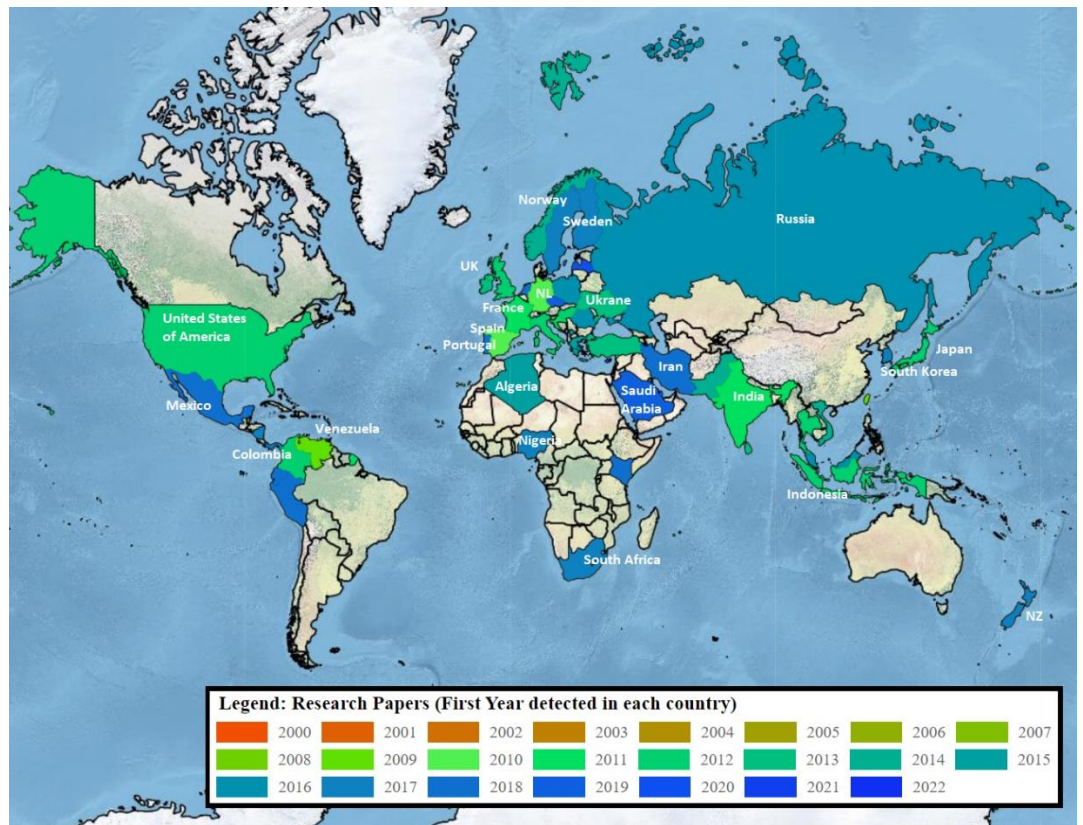 Norway
Sweden
Russia
UK
NL
Ukrane
France
United States
of America
Spain
Portugal
Japan
South Korea
Iran
Algeria
Saudi
Arabia
India
Mexico
Venezuela
Nigeria
Colombia
Indonesia
South Africa
NZ
Legend: Research Papers (First Year detected in each country)
2000 2001 2002 2003 2004 2005 2006 2007
2008 2009 2010 2011 2012 2013 2014 2015
2016 2017 2018 2019 2020 2021 2022